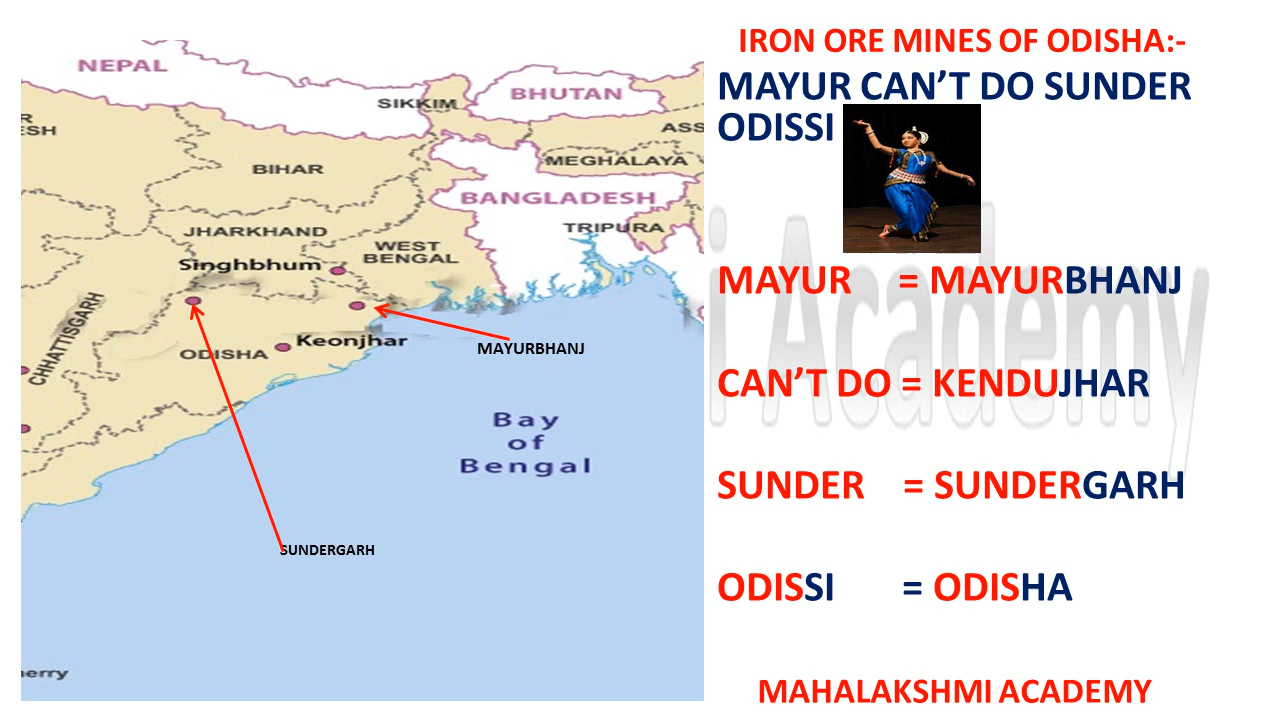 IRON ORE MINES OF ODISHA:-
MAYUR CAN'T DO SUNDER
ODISSI
MAYUR = MAYURBHANJ
CAN'T DO = KENDUJHAR
SUNDER = SUNDERGARH
ODISSI = ODISHA
MAHALAKSHMI ACADEMY
i Academy
NEPAL
SIKKIM
BHUTAN
ASS
R
ESH
BIHAR
MEGHALAYA
BANGLADESH
JHARKHAND
TRIPURA
WEST
BENGAL
Singhbhum
CHHATTISGARH
ODISHA
Keonjhar
MAYURBHANJ
Bay
of
Bengal
SUNDERGARH
herry